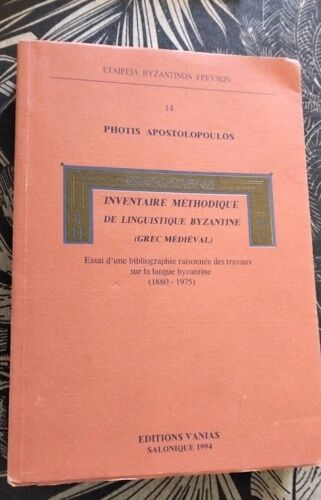 ΕΤΑΙΡΕΙΑ ΒΥΖΑΝΤΙΝΩΝ ΕΡΕΥΝΩΝ
14
PHOTIS APOSTOLOPOULOS
INVENTAIRE MÉTHODIQUE
DE LINGUISTIQUE BYZANTINE
(GREC MÉDIÉVAL)
Essai d'une bibliographie raisonnée des travaux
sur la langue byzantine
(1880 - 1975)
EDITIONS VANIAS
SALONIQUE 1994